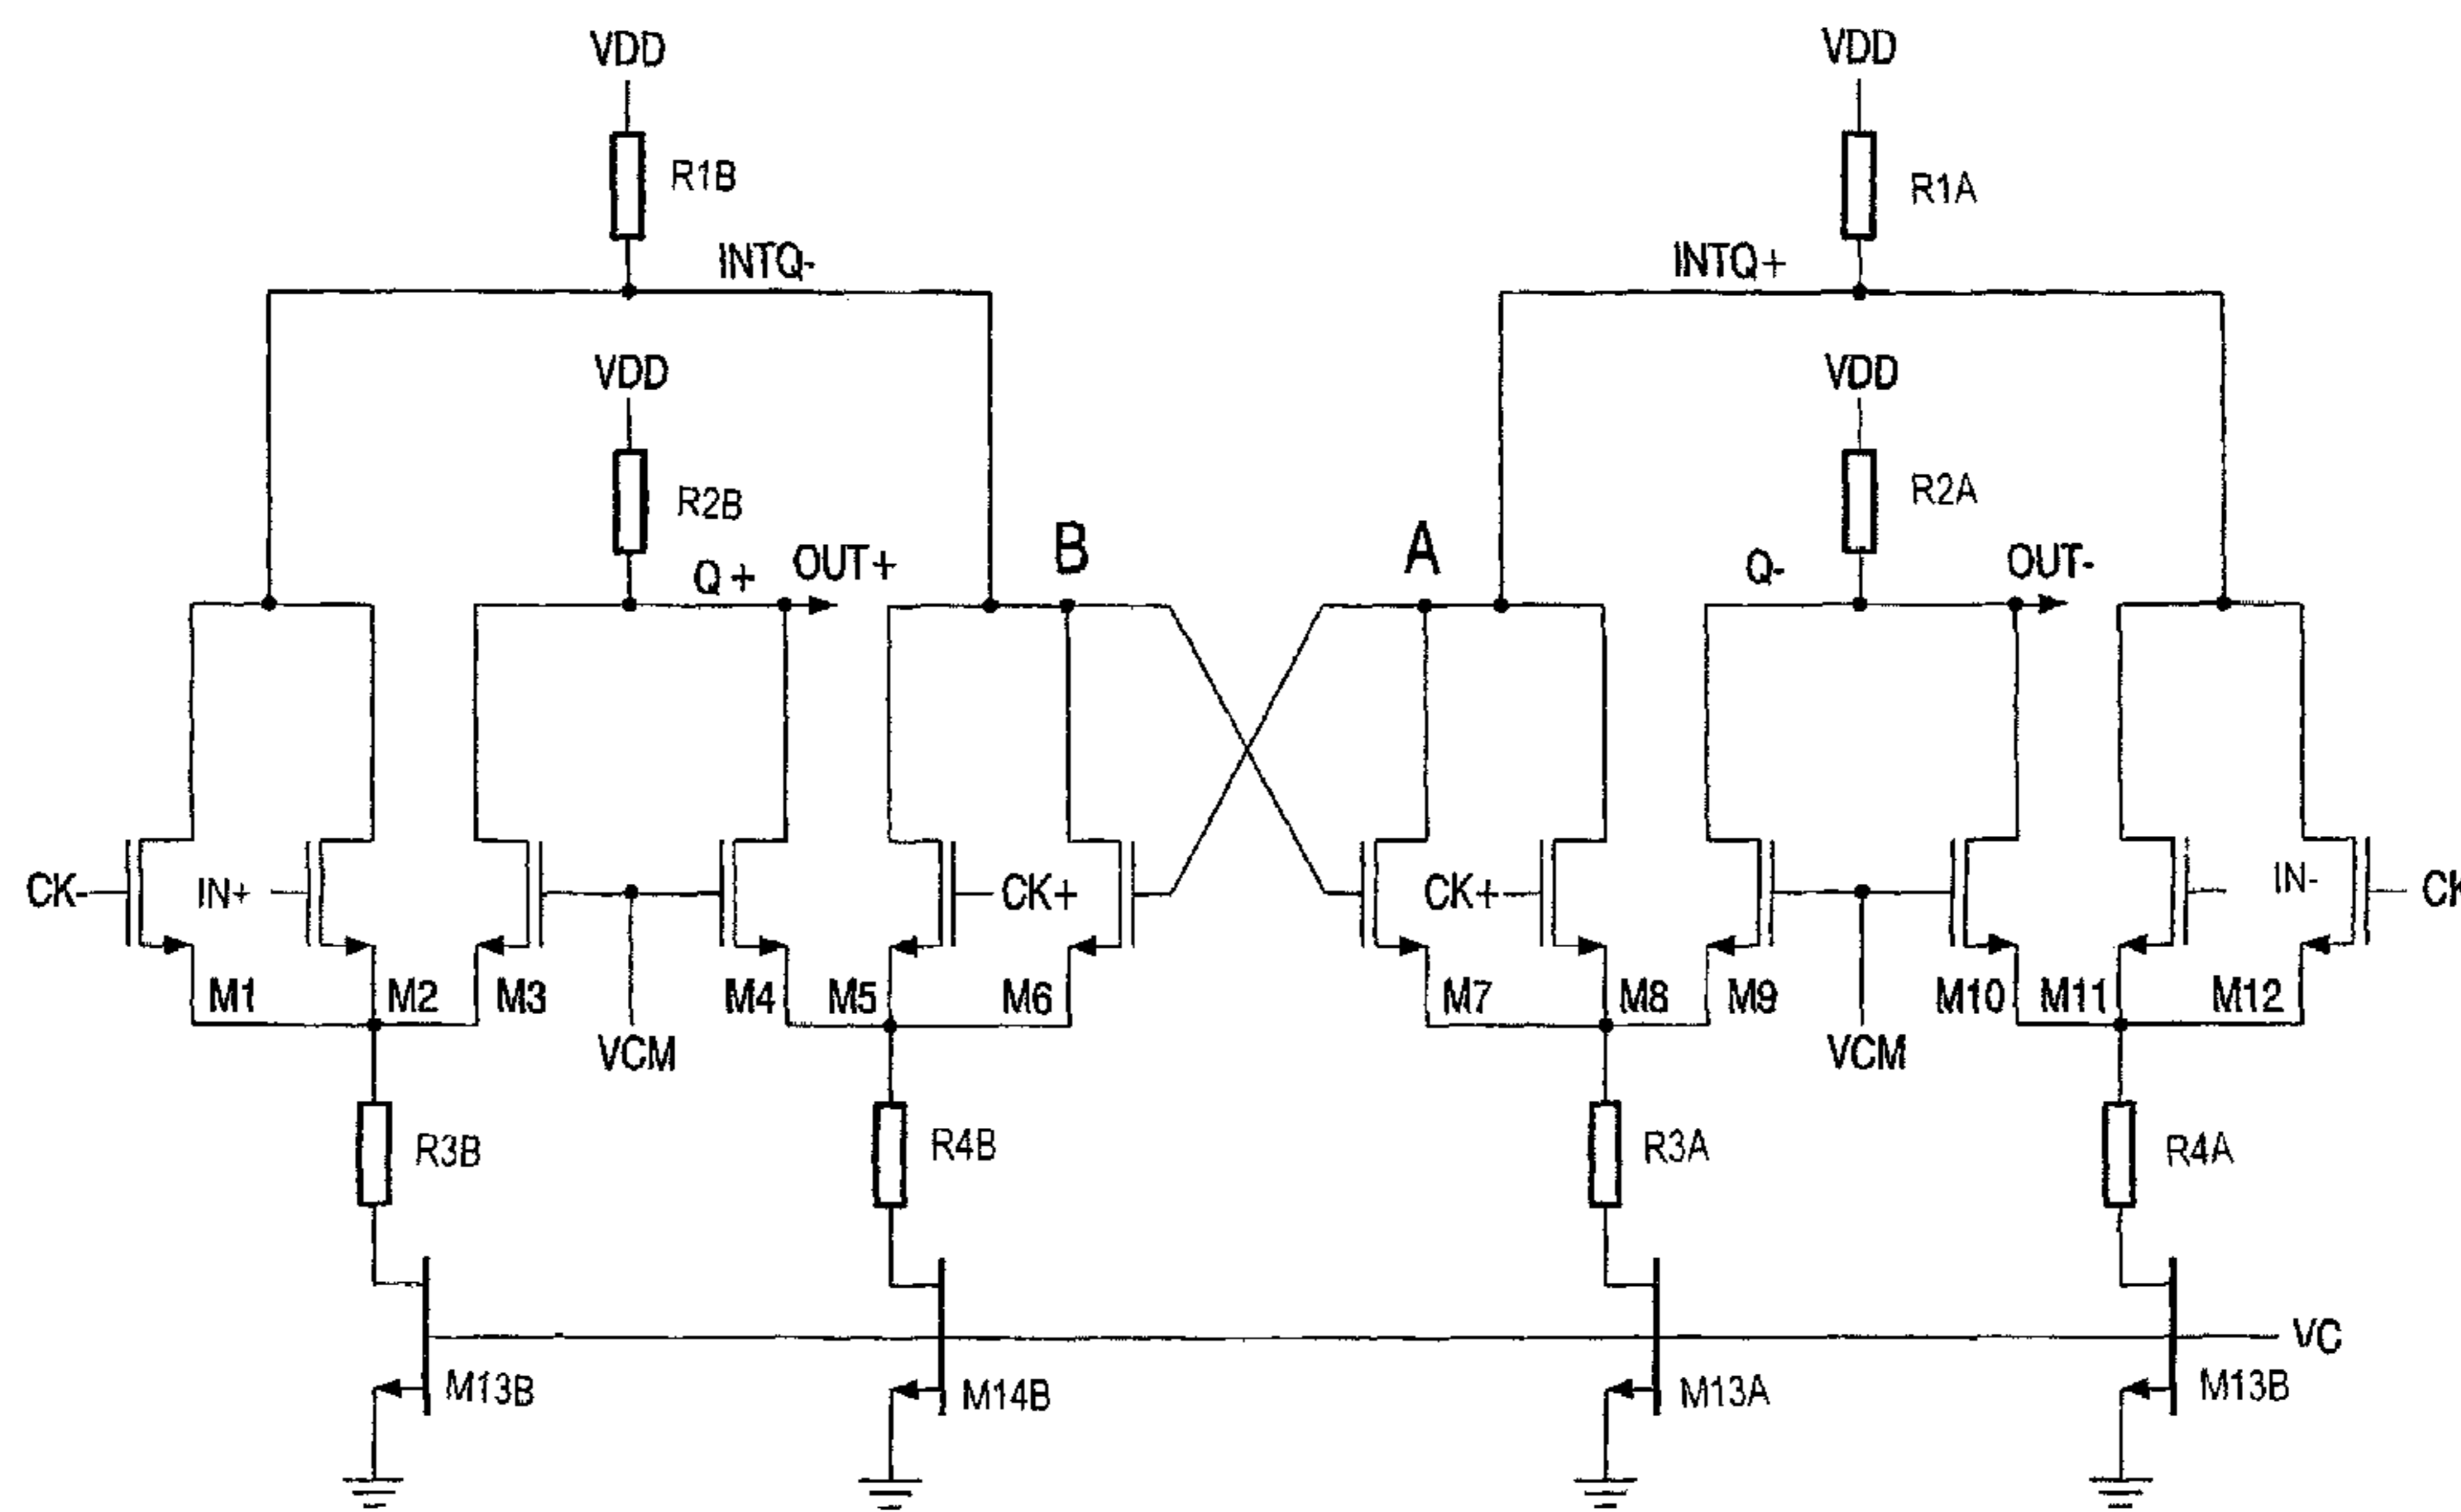 VDD VDD
R1B R1A
INTQ- INTQ+
VDD VDD
R2B R2A
Q + OUT+ B A Q- OUT-
CK- IN+ CK+ CK+ IN- CK
M1 M2 M3 M4 M5 M6 M7 M8 M9 M10 M11 M12
VCM VCM
R3B R4B R3A R4A
VC
M13B M14B M13A M13B